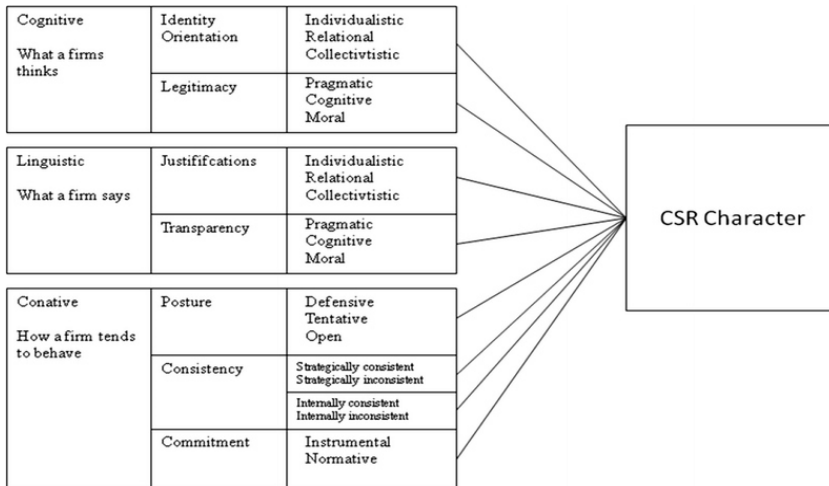 Cognitive
What a firms
thinks
Identity
Orientation
Individualistic
Relational
Collectivtistic
Legitimacy
Pragmatic
Cognitive
Moral
Linguistic
What a firm says
Justififcations
Individualistic
Relational
Collectivtistic
Transparency
Pragmatic
Cognitive
Moral
Conative
How a firm tends
to behave
Posture
Defensive
Tentative
Open
Consistency
Strategically consistent
Strategically inconsistent
Internally consistent
Internally inconsistent
Commitment
Instrumental
Normative
CSR Character